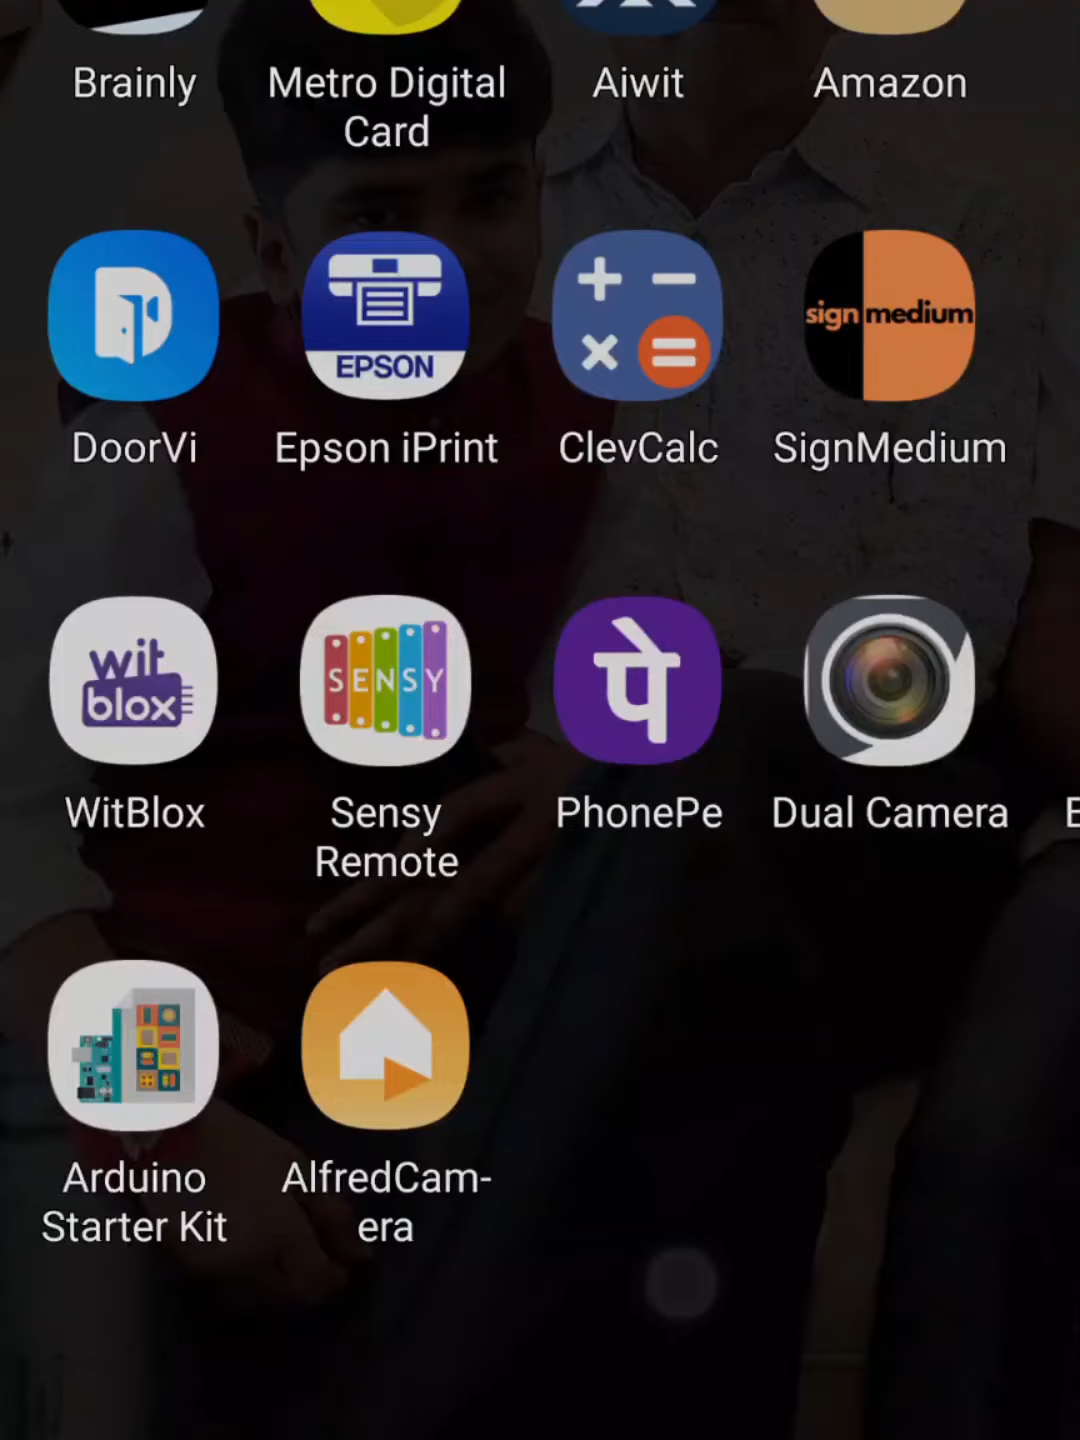 Brainly
Metro Digital
Card
Aiwit
Amazon
EPSON
sign medium
DoorVi
Epson iPrint
ClevCalc
SignMedium
wit
blox
SENSY
पे
WitBlox
Sensy
Remote
PhonePe
Dual Camera
Arduino
Starter Kit
AlfredCam-
era